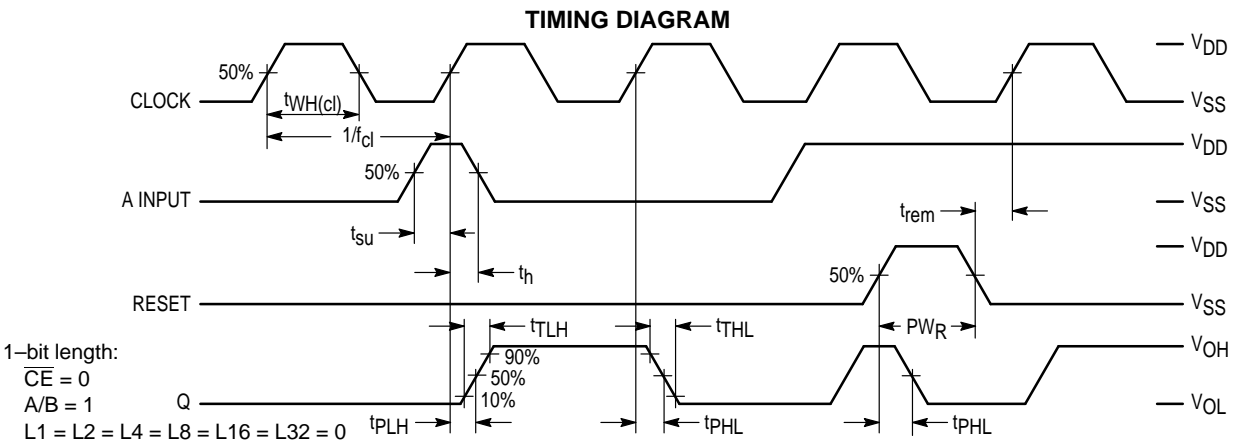 TIMING DIAGRAM
VDD
50%
CLOCK
tWH(cl)
VSS
1/fcl
VDD
50%
A INPUT
VSS
trem
tsu
VDD
th
50%
RESET
VSS
tTLH
tTHL
PWR
1–bit length:
VOH
90%
CE = 0
50%
A/B = 1
Q
10%
VOL
tPLH
tPHL
tPHL
L1 = L2 = L4 = L8 = L16 = L32 = 0